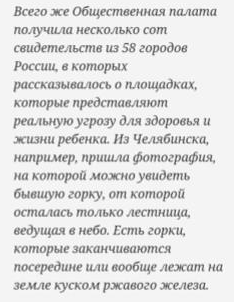 Всего же Общественная палата
получила несколько сот
свидетельств из 58 городов
России, в которых
рассказывалось о площадках,
которые представляют
реальную угрозу для здоровья и
жизни ребенка. Из Челябинска,
например, пришла фотография,
на которой можно увидеть
бывшую горку, от которой
осталась только лестница,
ведущая в небо. Есть горки,
которые заканчиваются
посередине или вообще лежат на
земле куском ржавого железа.